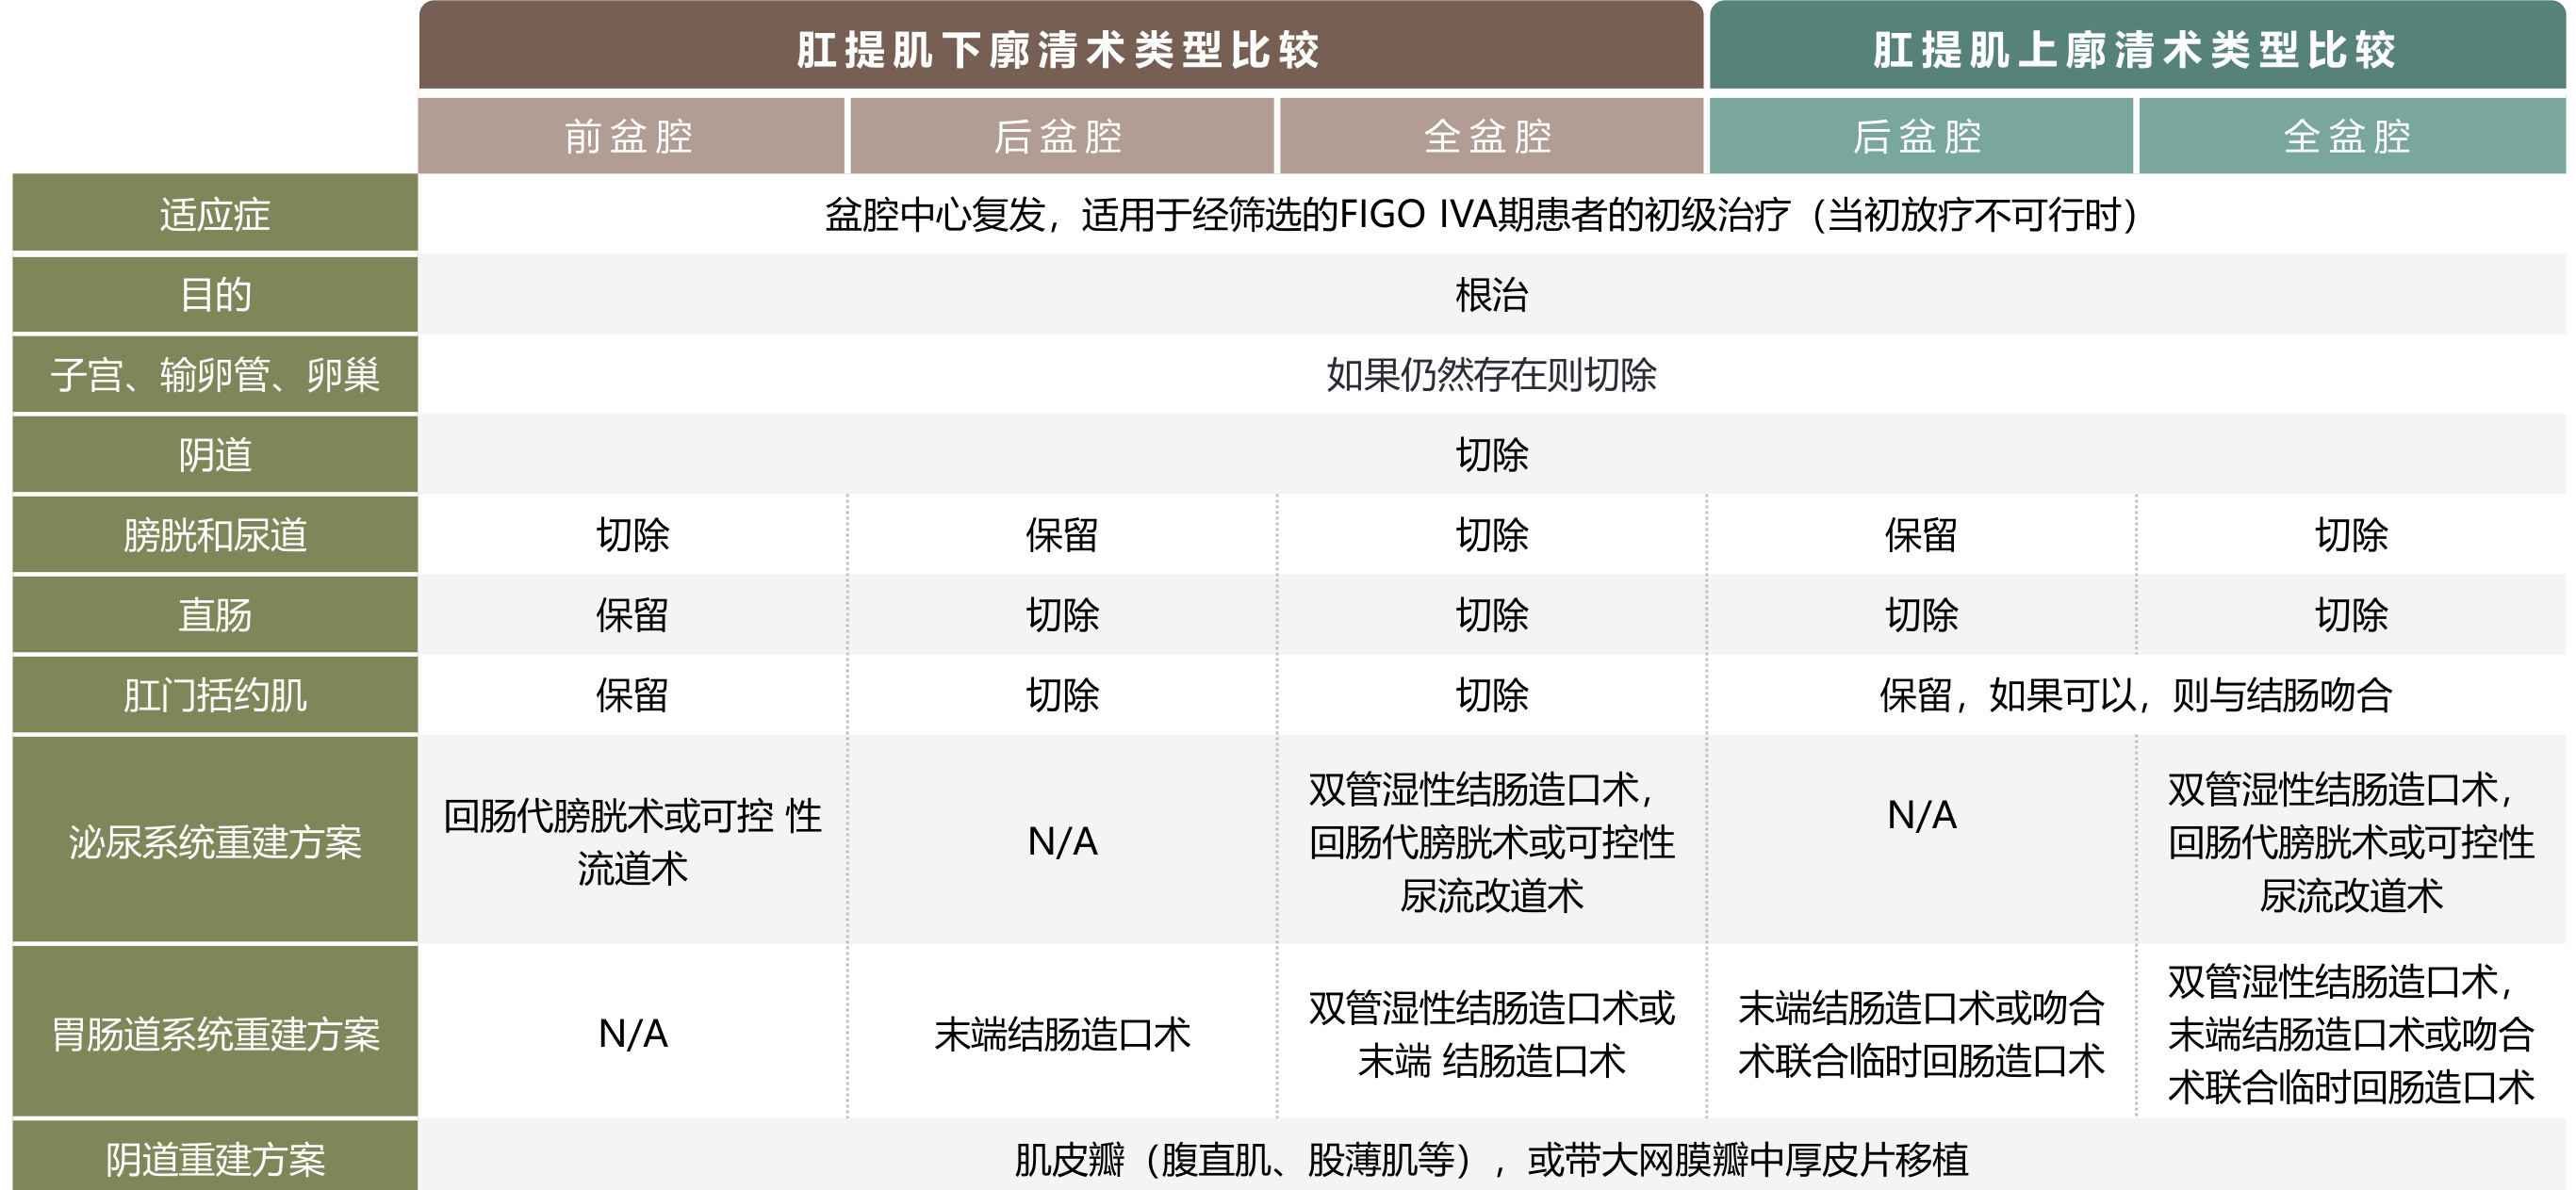 肛提肌下廓清术类型比较
肛提肌上廓清术类型比较
前盆腔
后盆腔
全盆腔
后盆腔
全盆腔
适应症
盆腔中心复发，适用于经筛选的FIGO IVA期患者的初级治疗（当初放疗不可行时）
目的
根治
子宫、输卵管、卵巢
如果仍然存在则切除
阴道
切除
膀胱和尿道
切除
保留
切除
保留
切除
直肠
保留
切除
切除
切除
切除
肛门括约肌
保留
切除
切除
保留，如果可以，则与结肠吻合
泌尿系统重建方案
回肠代膀胱术或可控 性
流道术
N/A
双管湿性结肠造口术，
回肠代膀胱术或可控性
尿流改道术
N/A
双管湿性结肠造口术，
回肠代膀胱术或可控性
尿流改道术
胃肠道系统重建方案
N/A
末端结肠造口术
双管湿性结肠造口术或
末端 结肠造口术
末端结肠造口术或吻合
术联合临时回肠造口术
双管湿性结肠造口术，
末端结肠造口术或吻合
术联合临时回肠造口术
阴道重建方案
肌皮瓣（腹直肌、股薄肌等），或带大网膜瓣中厚皮片移植